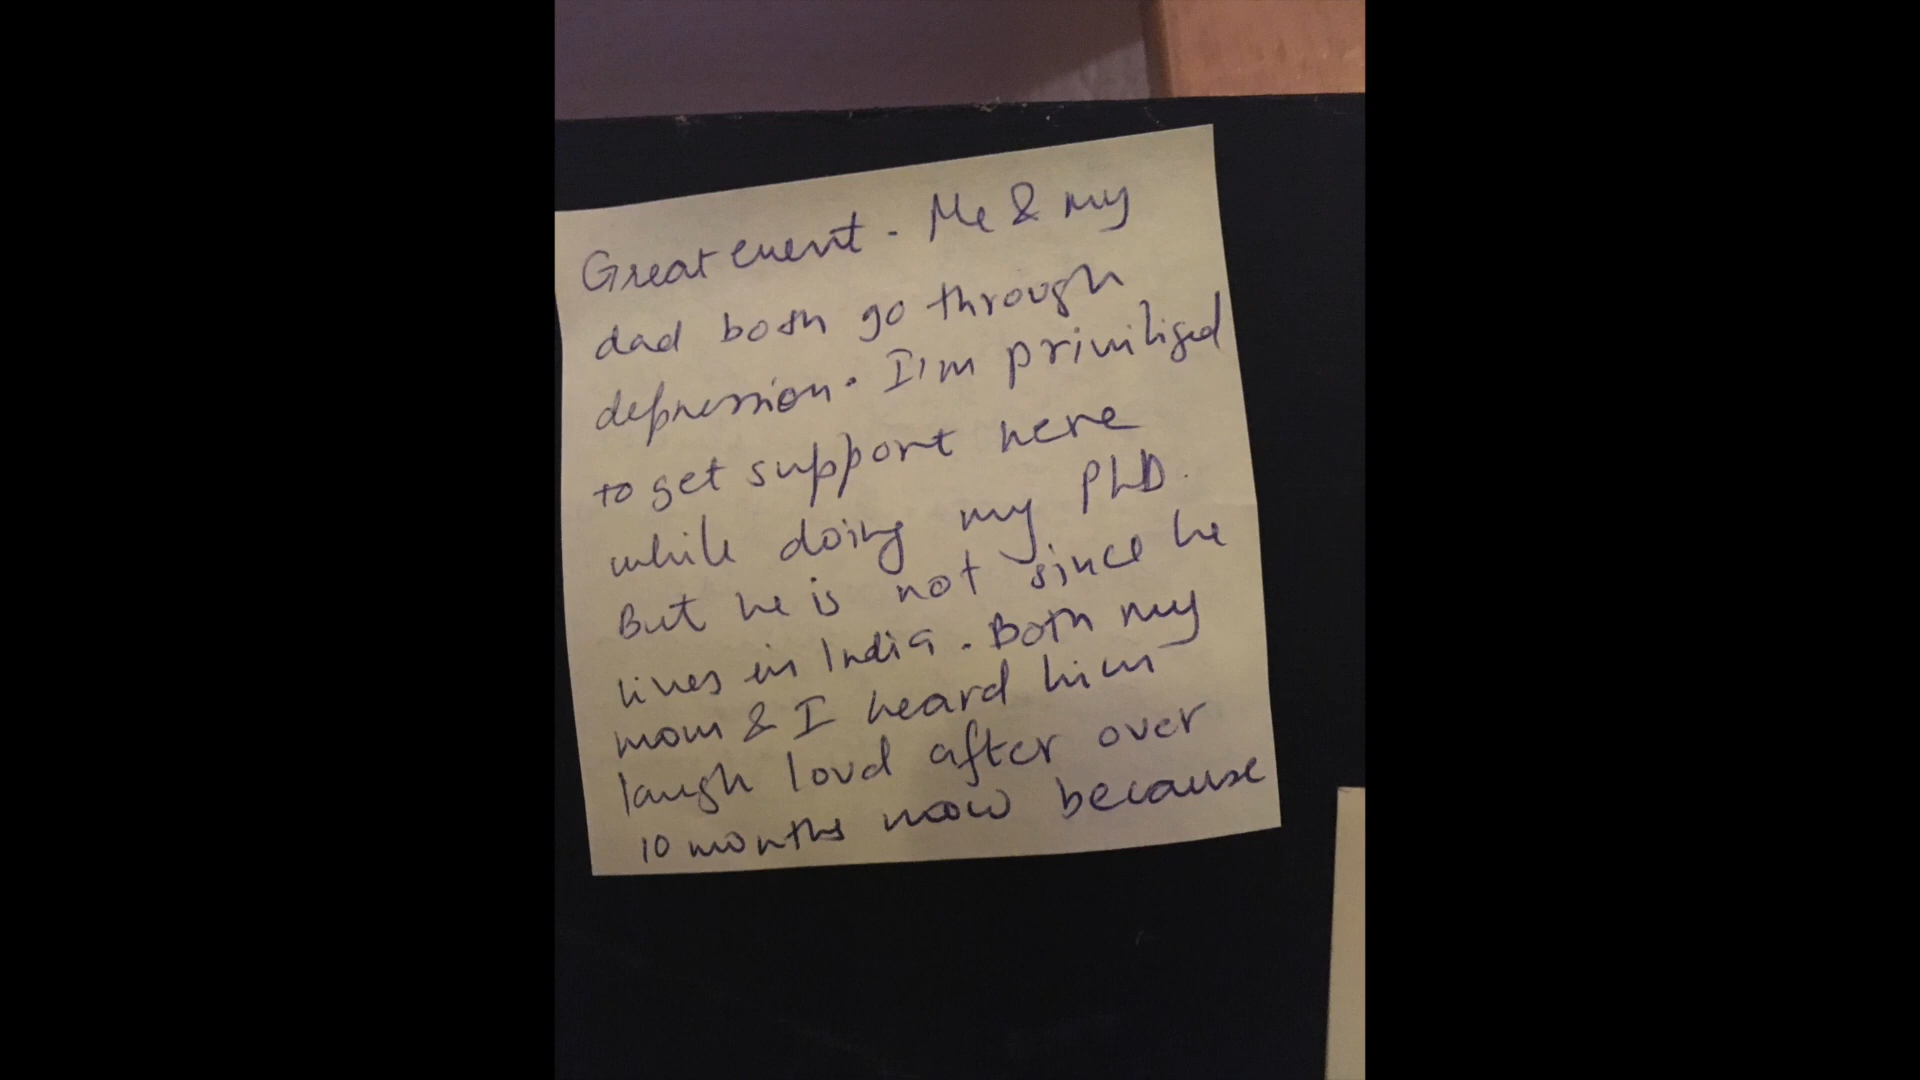 Great event. Me & my
dad both go through
depression. I'm priviliged
to get support here
while doing my PhD.
But he is not since he
lives in India. Both my
mom & I heard him
laugh loud after over
10 months now because